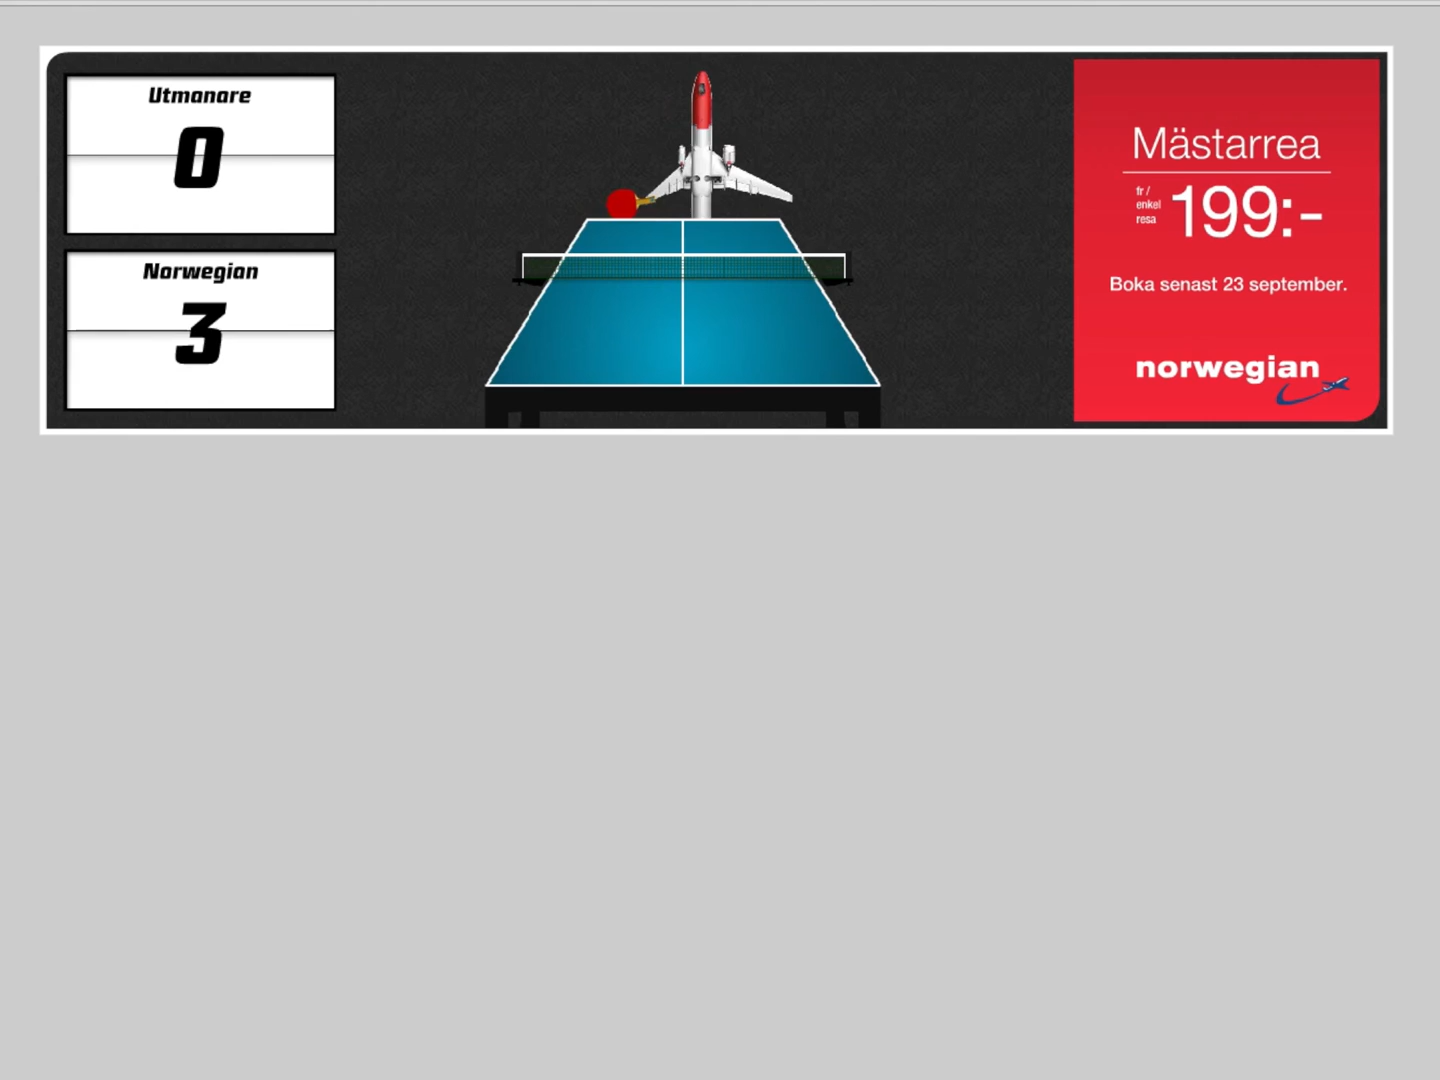 Utmanare
0
Norwegian
3
Mästarrea
fr /
enkel
resa
199:-
Boka senast 23 september.
norwegian